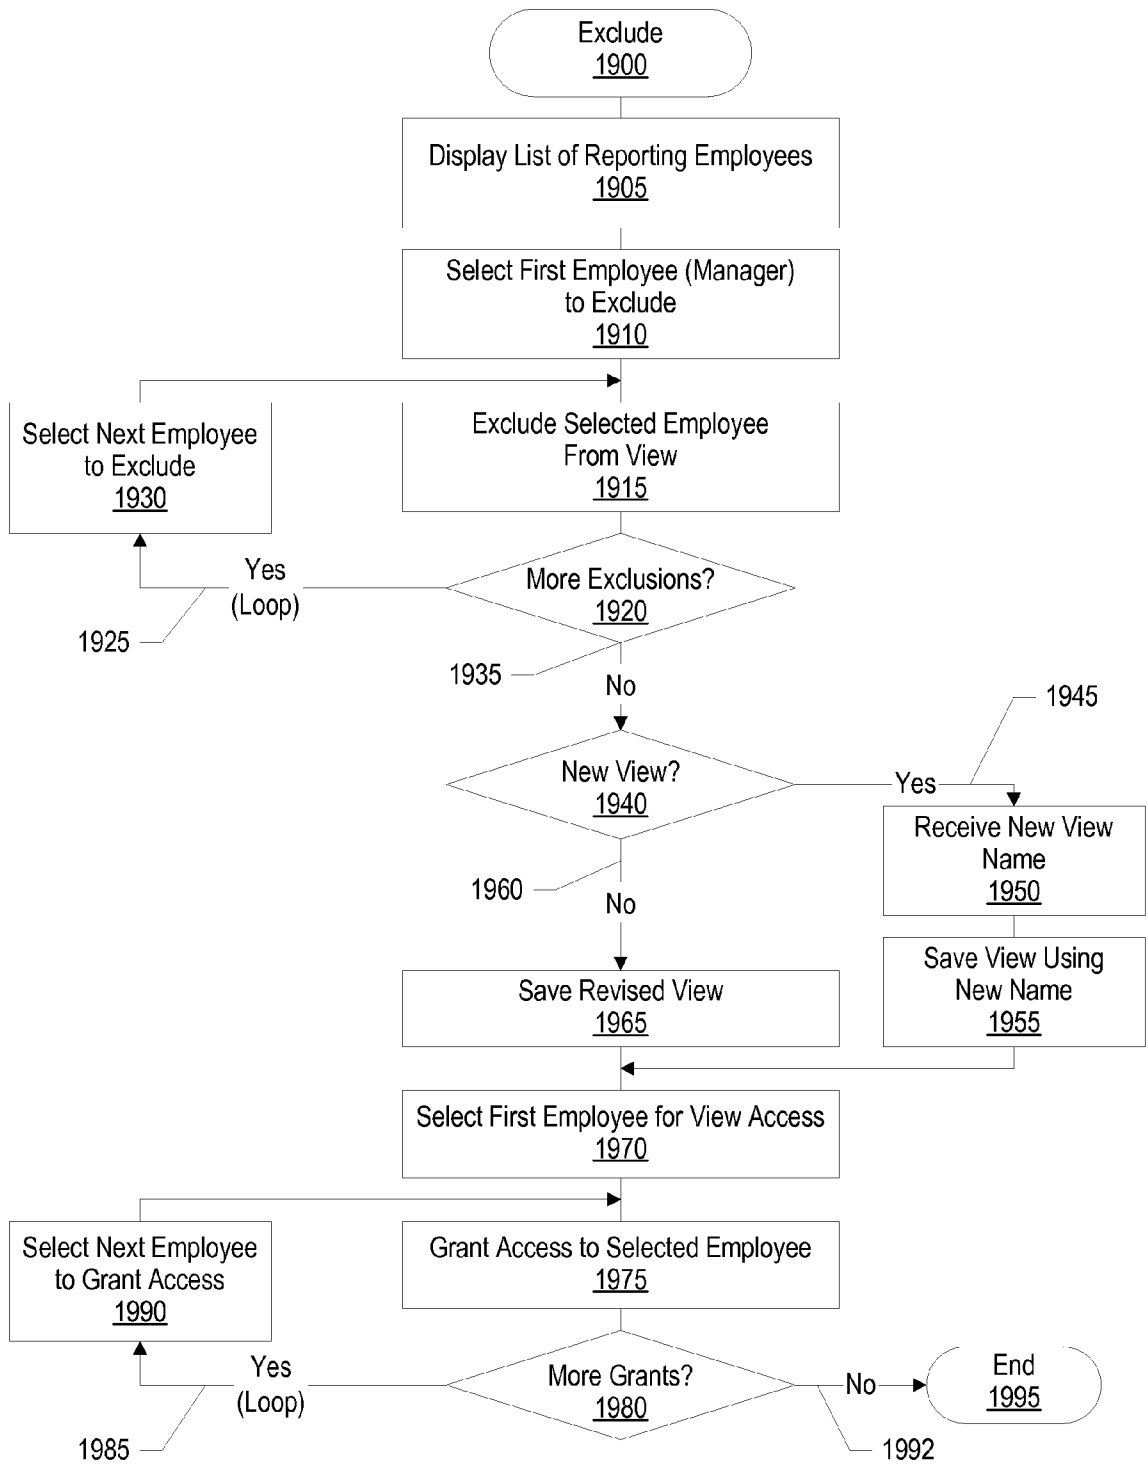 Exclude
1900
Display List of Reporting Employees
1905
Select First Employee (Manager)
to Exclude
1910
Select Next Employee
to Exclude
1930
Exclude Selected Employee
From View
1915
Yes
(Loop)
1925
More Exclusions?
1920
1935
No
1945
New View?
1940
Yes
Receive New View
Name
1950
1960
No
Save View Using
New Name
1955
Save Revised View
1965
Select First Employee for View Access
1970
Select Next Employee
to Grant Access
1990
Grant Access to Selected Employee
1975
Yes
(Loop)
1985
More Grants?
1980
No
1992
End
1995